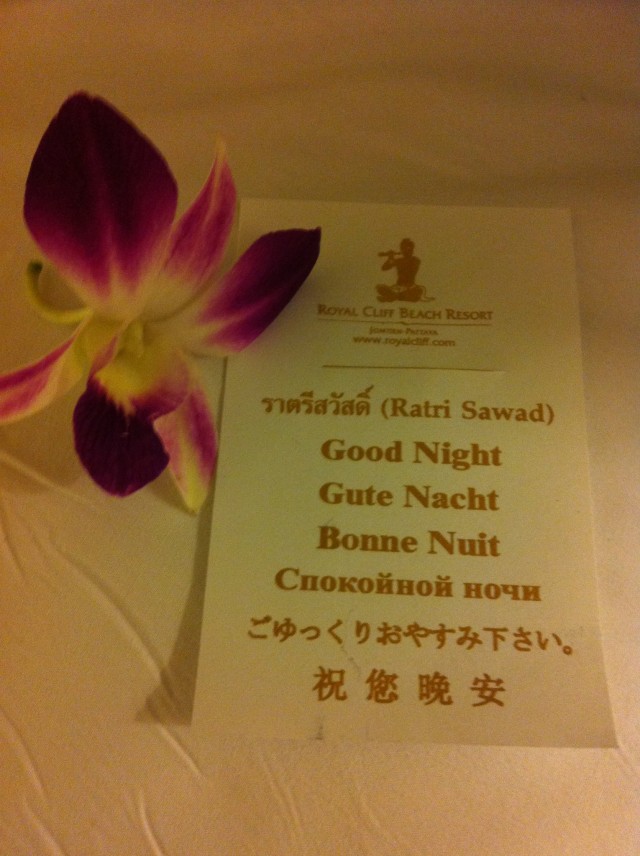 ROYAL CLIFF BEACH RESORT
JOMTIEN-PATTAYA
www.royalcliff.com
ราตรีสวัสดิ์ (Ratri Sawad)
Good Night
Gute Nacht
Bonne Nuit
Спокойной ночи
ごゆっくりおやすみ下さい。
祝您晚安